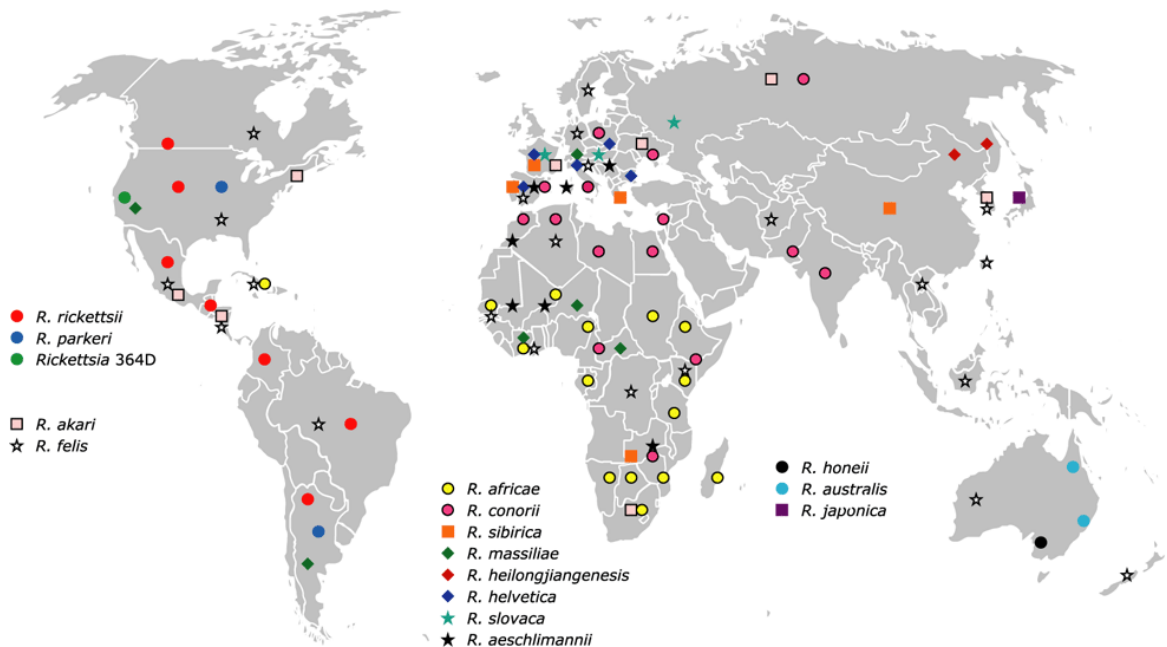 R. rickettsii
R. parkeri
Rickettsia 364D
R. akari
R. felis
R. africae
R. conorii
R. sibirica
R. massiliae
R. heilongjiangenesis
R. helvetica
R. slovaca
R. aeschlimannii
R. honeii
R. australis
R. japonica